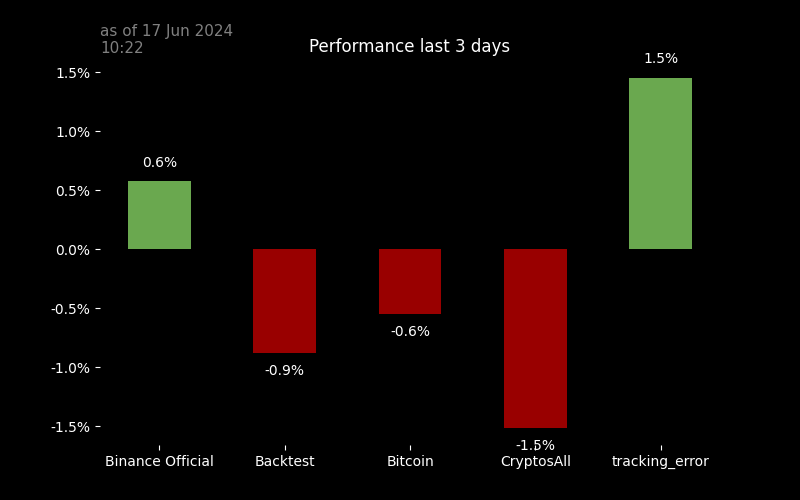 as of 17 Jun 2024
10:22
Performance last 3 days
1.5%
1.5%
1.0%
0.6%
0.5%
0.0%
-0.5%
-0.6%
-1.0%
-0.9%
-1.5%
-1.5%
Binance Official
Backtest
Bitcoin
CryptosAll
tracking_error